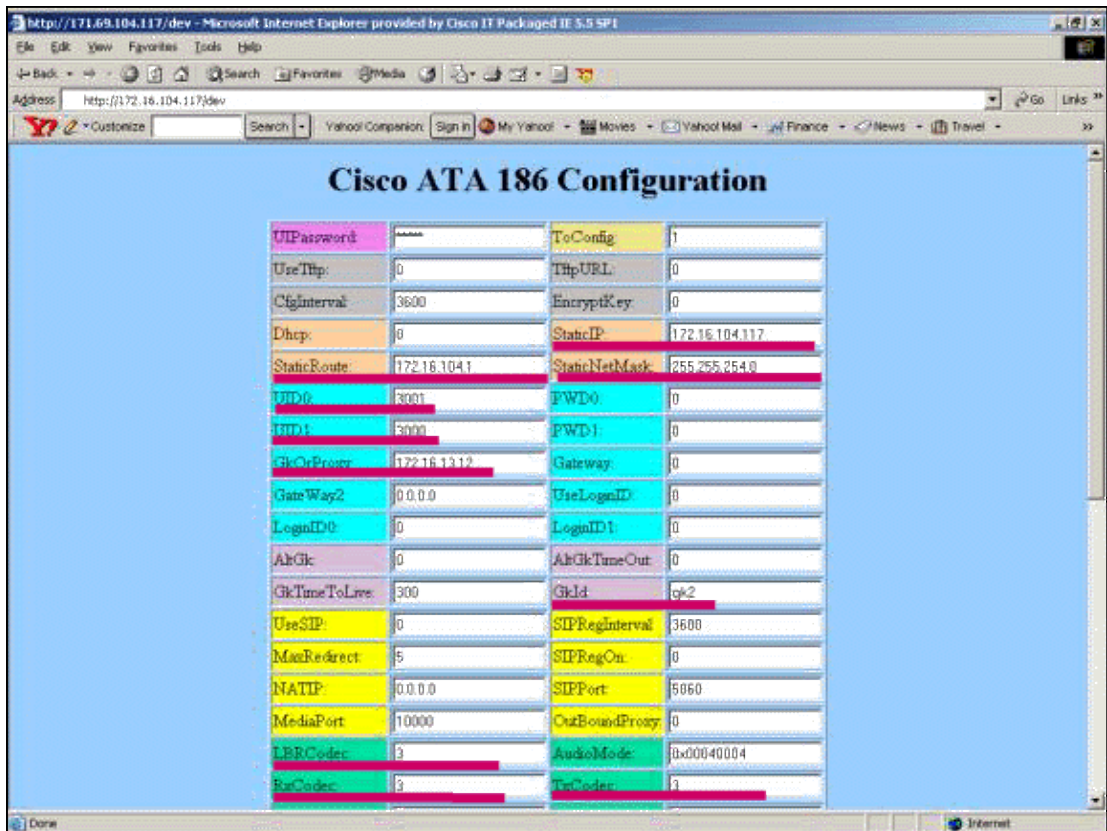 http://171.69.104.117/dev - Microsoft Internet Explorer provided by Cisco IT Packaged IE 5.5 SP1
File Edit View Favorites Tools Help
Back Search Favorites Media
Address http://172.16.104.117/dev Go Links
Customize Search Yahoo! Companion: Sign in My Yahoo! Movies Yahoo! Mail Finance News Travel
Cisco ATA 186 Configuration
UIPassword: ToConfig: 1
UseTftp: 0 TftpURL: 0
CfgInterval: 3600 EncryptKey: 0
Dhcp: 0 StaticIP: 172.16.104.117
StaticRoute: 172.16.104.1 StaticNetMask: 255.255.254.0
UID0: 3001 PWD0: 0
UID1: 3000 PWD1: 0
GkOrProxy: 172.16.13.12 Gateway: 0
GateWay2: 0.0.0.0 UseLoginID: 0
LoginID0: 0 LoginID1: 0
AltGk: 0 AltGkTimeOut: 0
GkTimeToLive: 300 GkId: gk2
UseSIP: 0 SIPRegInterval: 3600
MaxRedirect: 5 SIPRegOn: 0
NATIP: 0.0.0.0 SIPPort: 5060
MediaPort: 10000 OutBoundProxy: 0
LBRCodec: 3 AudioMode: 0x00040004
RxCodec: 3 TxCodec: 3
Done Internet